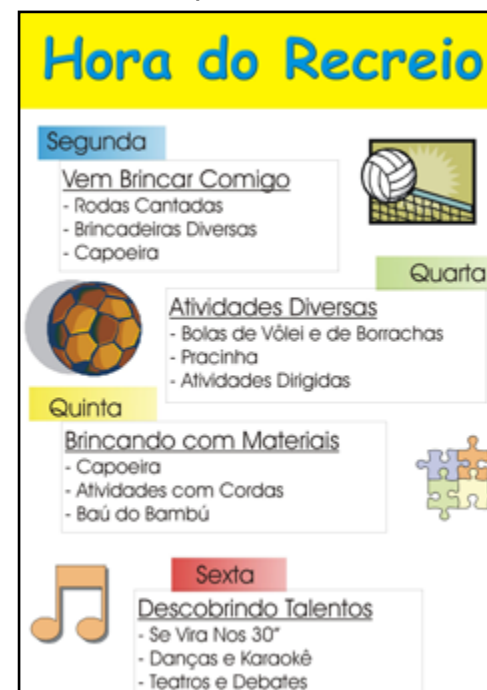 Hora do Recreio
Segunda
Vem Brincar Comigo
- Rodas Cantadas
- Brincadeiras Diversas
- Capoeira
Quarta
Atividades Diversas
- Bolas de Vôlei e de Borrachas
- Pracinha
- Atividades Dirigidas
Quinta
Brincando com Materiais
- Capoeira
- Atividades com Cordas
- Baú do Bambú
Sexta
Descobrindo Talentos
- Se Vira Nos 30"
- Danças e Karaokê
- Teatros e Debates